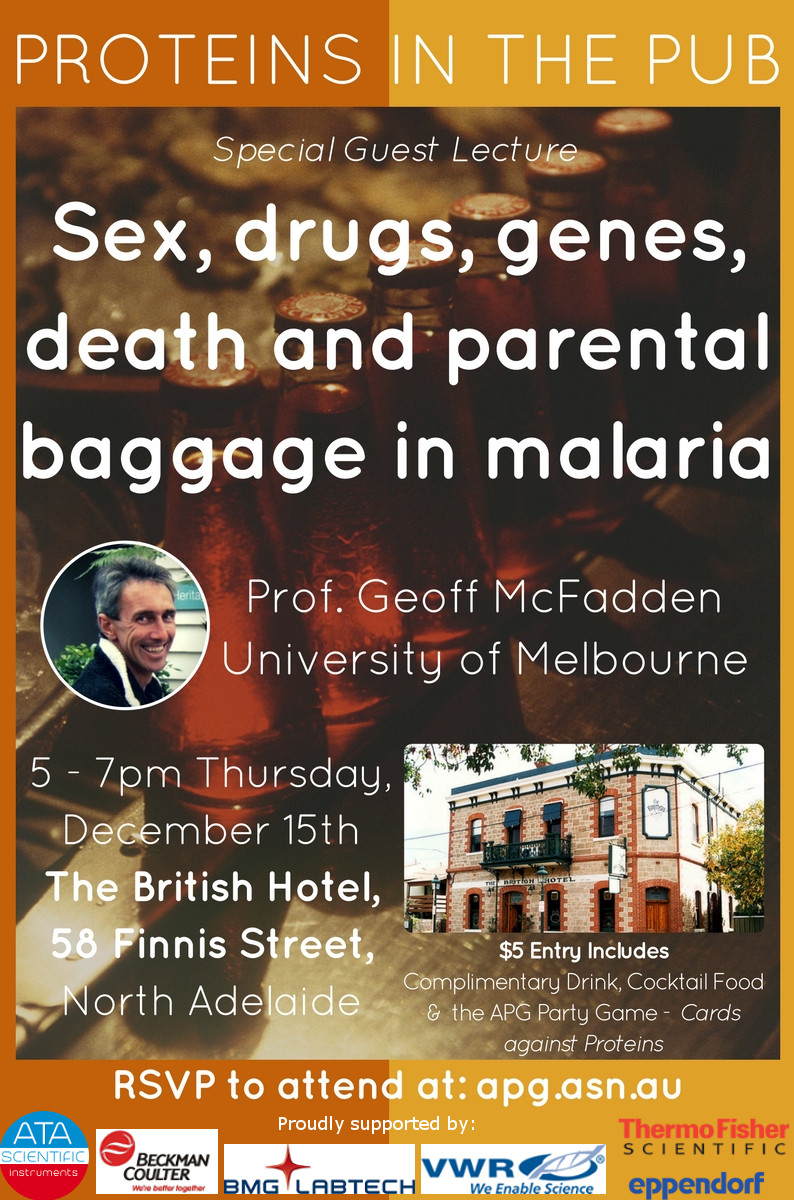 PROTEINS IN THE PUB
Special Guest Lecture
Sex, drugs, genes,
death and parental
baggage in malaria
Prof. Geoff McFadden
University of Melbourne
5 - 7pm Thursday,
December 15th
The British Hotel,
58 Finnis Street,
North Adelaide
THE BRITISH HOTEL
$5 Entry Includes
Complimentary Drink, Cocktail Food
& the APG Party Game - Cards
against Proteins
RSVP to attend at: apg.asn.au
Proudly supported by:
ATA
SCIENTIFIC
instruments
BECKMAN
COULTER
We're better together
BMG LABTECH
VWR
We Enable Science
ThermoFisher
SCIENTIFIC
eppendorf